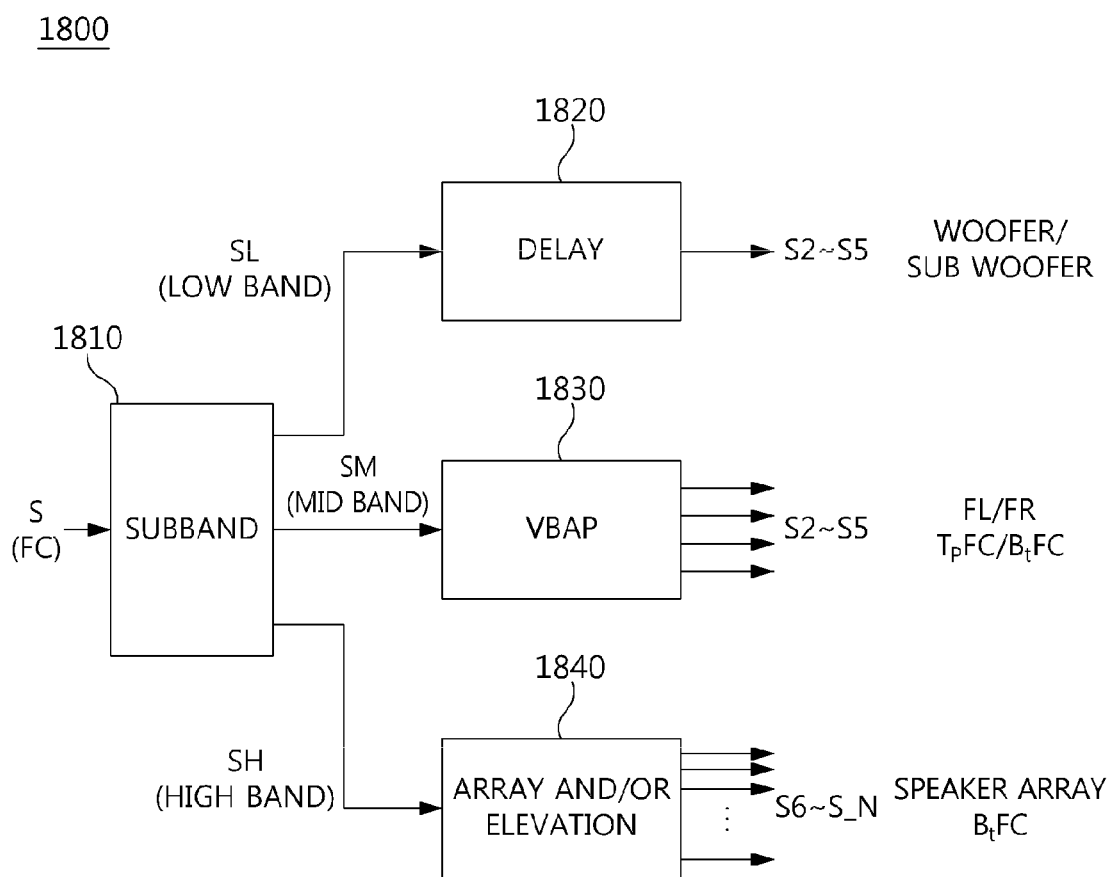 1800
1820
DELAY
SL
(LOW BAND)
S2~S5
WOOFER/
SUB WOOFER
1810
SUBBAND
S
(FC)
1830
SM
(MID BAND)
VBAP
S2~S5
FL/FR
TPFC/BtFC
1840
SH
(HIGH BAND)
ARRAY AND/OR
ELEVATION
⋮
S6~S_N
SPEAKER ARRAY
BtFC